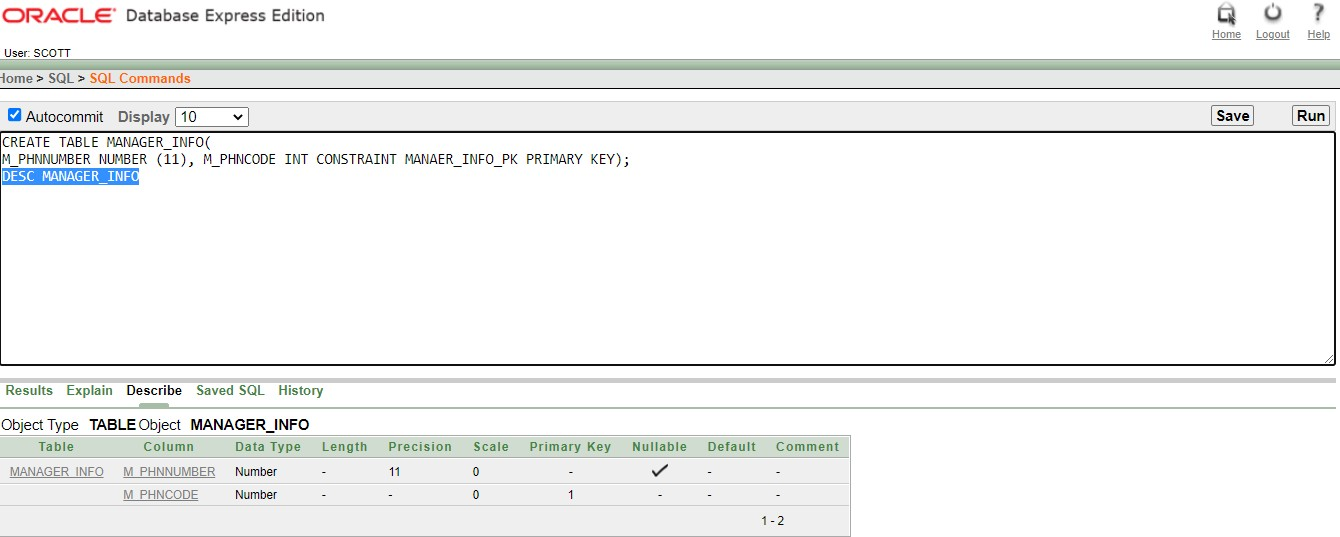 ORACLE® Database Express Edition
Home Logout ? Help
User: SCOTT
Home > SQL > SQL Commands
Autocommit Display 10 Save Run
CREATE TABLE MANAGER_INFO(
M_PHNNUMBER NUMBER (11), M_PHNCODE INT CONSTRAINT MANAER_INFO_PK PRIMARY KEY);
DESC MANAGER_INFO
Results Explain Describe Saved SQL History
Object Type TABLE Object MANAGER_INFO
Table Column Data Type Length Precision Scale Primary Key Nullable Default Comment
MANAGER_INFO M_PHNNUMBER Number - 11 0 - ✓ - -
M_PHNCODE Number - - 0 1 - - -
1 - 2